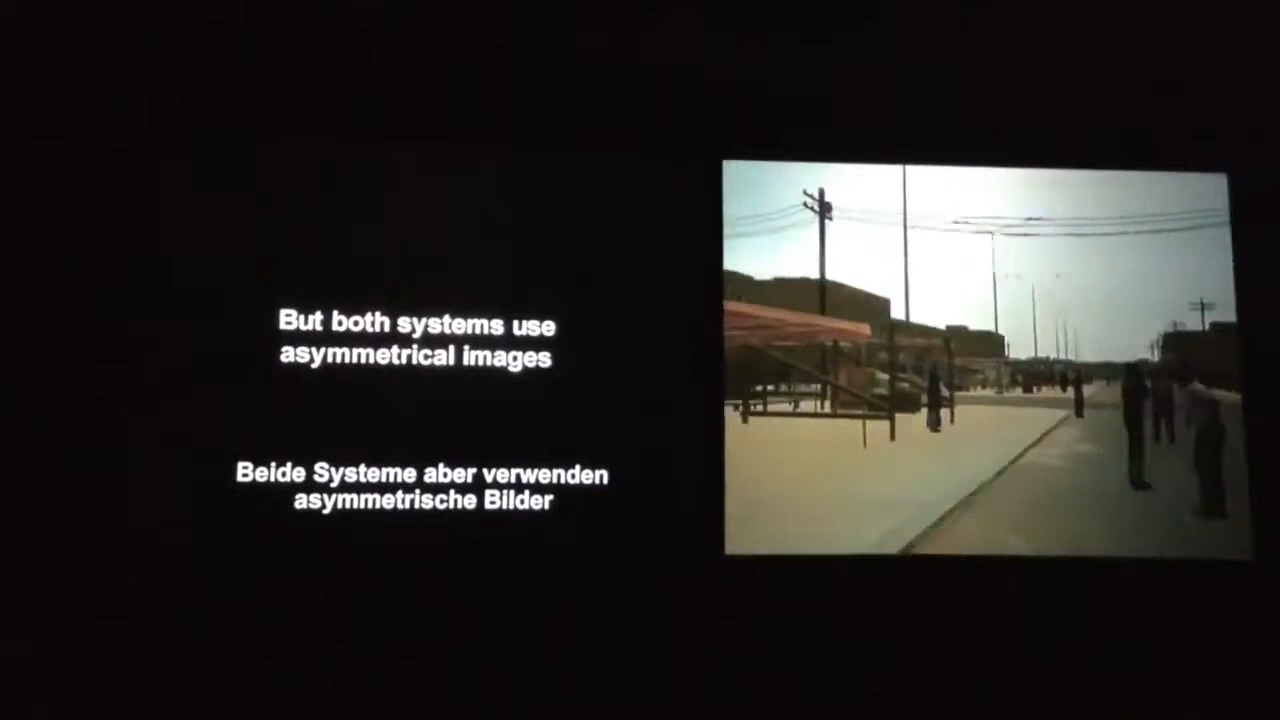 But both systems use
asymmetrical images
Beide Systeme aber verwenden
asymmetrische Bilder